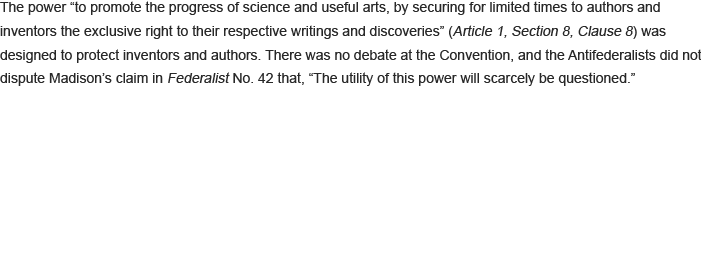 The power “to promote the progress of science and useful arts, by securing for limited times to authors and
inventors the exclusive right to their respective writings and discoveries” (Article 1, Section 8, Clause 8) was
designed to protect inventors and authors. There was no debate at the Convention, and the Antifederalists did not
dispute Madison’s claim in Federalist No. 42 that, “The utility of this power will scarcely be questioned.”